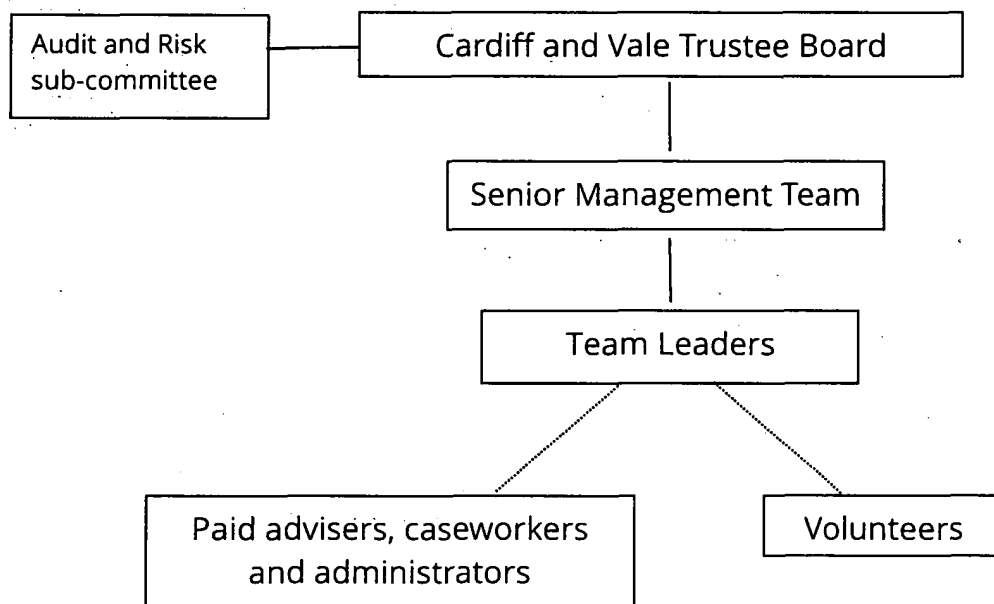 Audit and Risk
sub-committee
Cardiff and Vale Trustee Board
Senior Management Team
Team Leaders
Paid advisers, caseworkers
and administrators
Volunteers